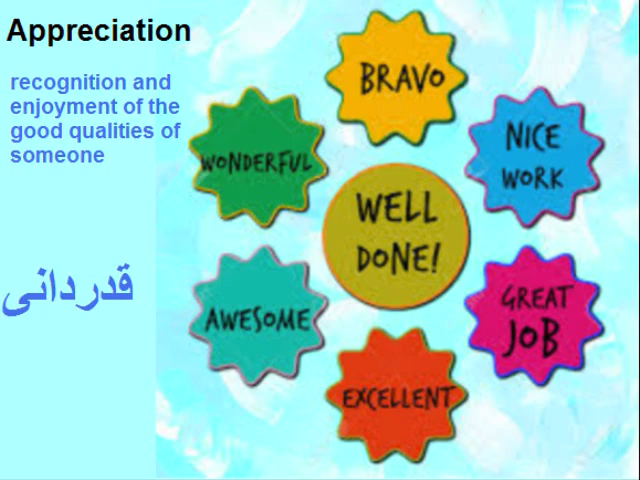 Appreciation
recognition and
enjoyment of the
good qualities of
someone
قدردانی
BRAVO
WONDERFUL
NICE
WORK
WELL
DONE!
AWESOME
GREAT
JOB
EXCELLENT